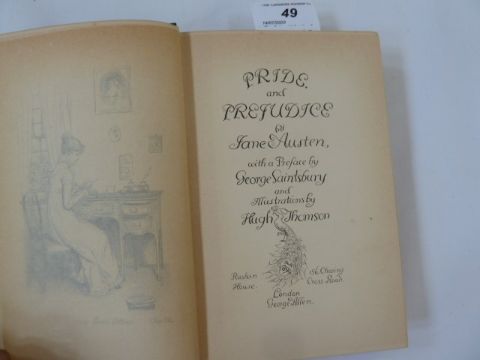 49
PRIDE.
and
PREJUDICE
by
Jane Austen,
with a Preface by
George Saintsbury
and
Illustrations by
Hugh Thomson
Ruskin
House.
156. Charing
Cross Road.
London
George Allen.